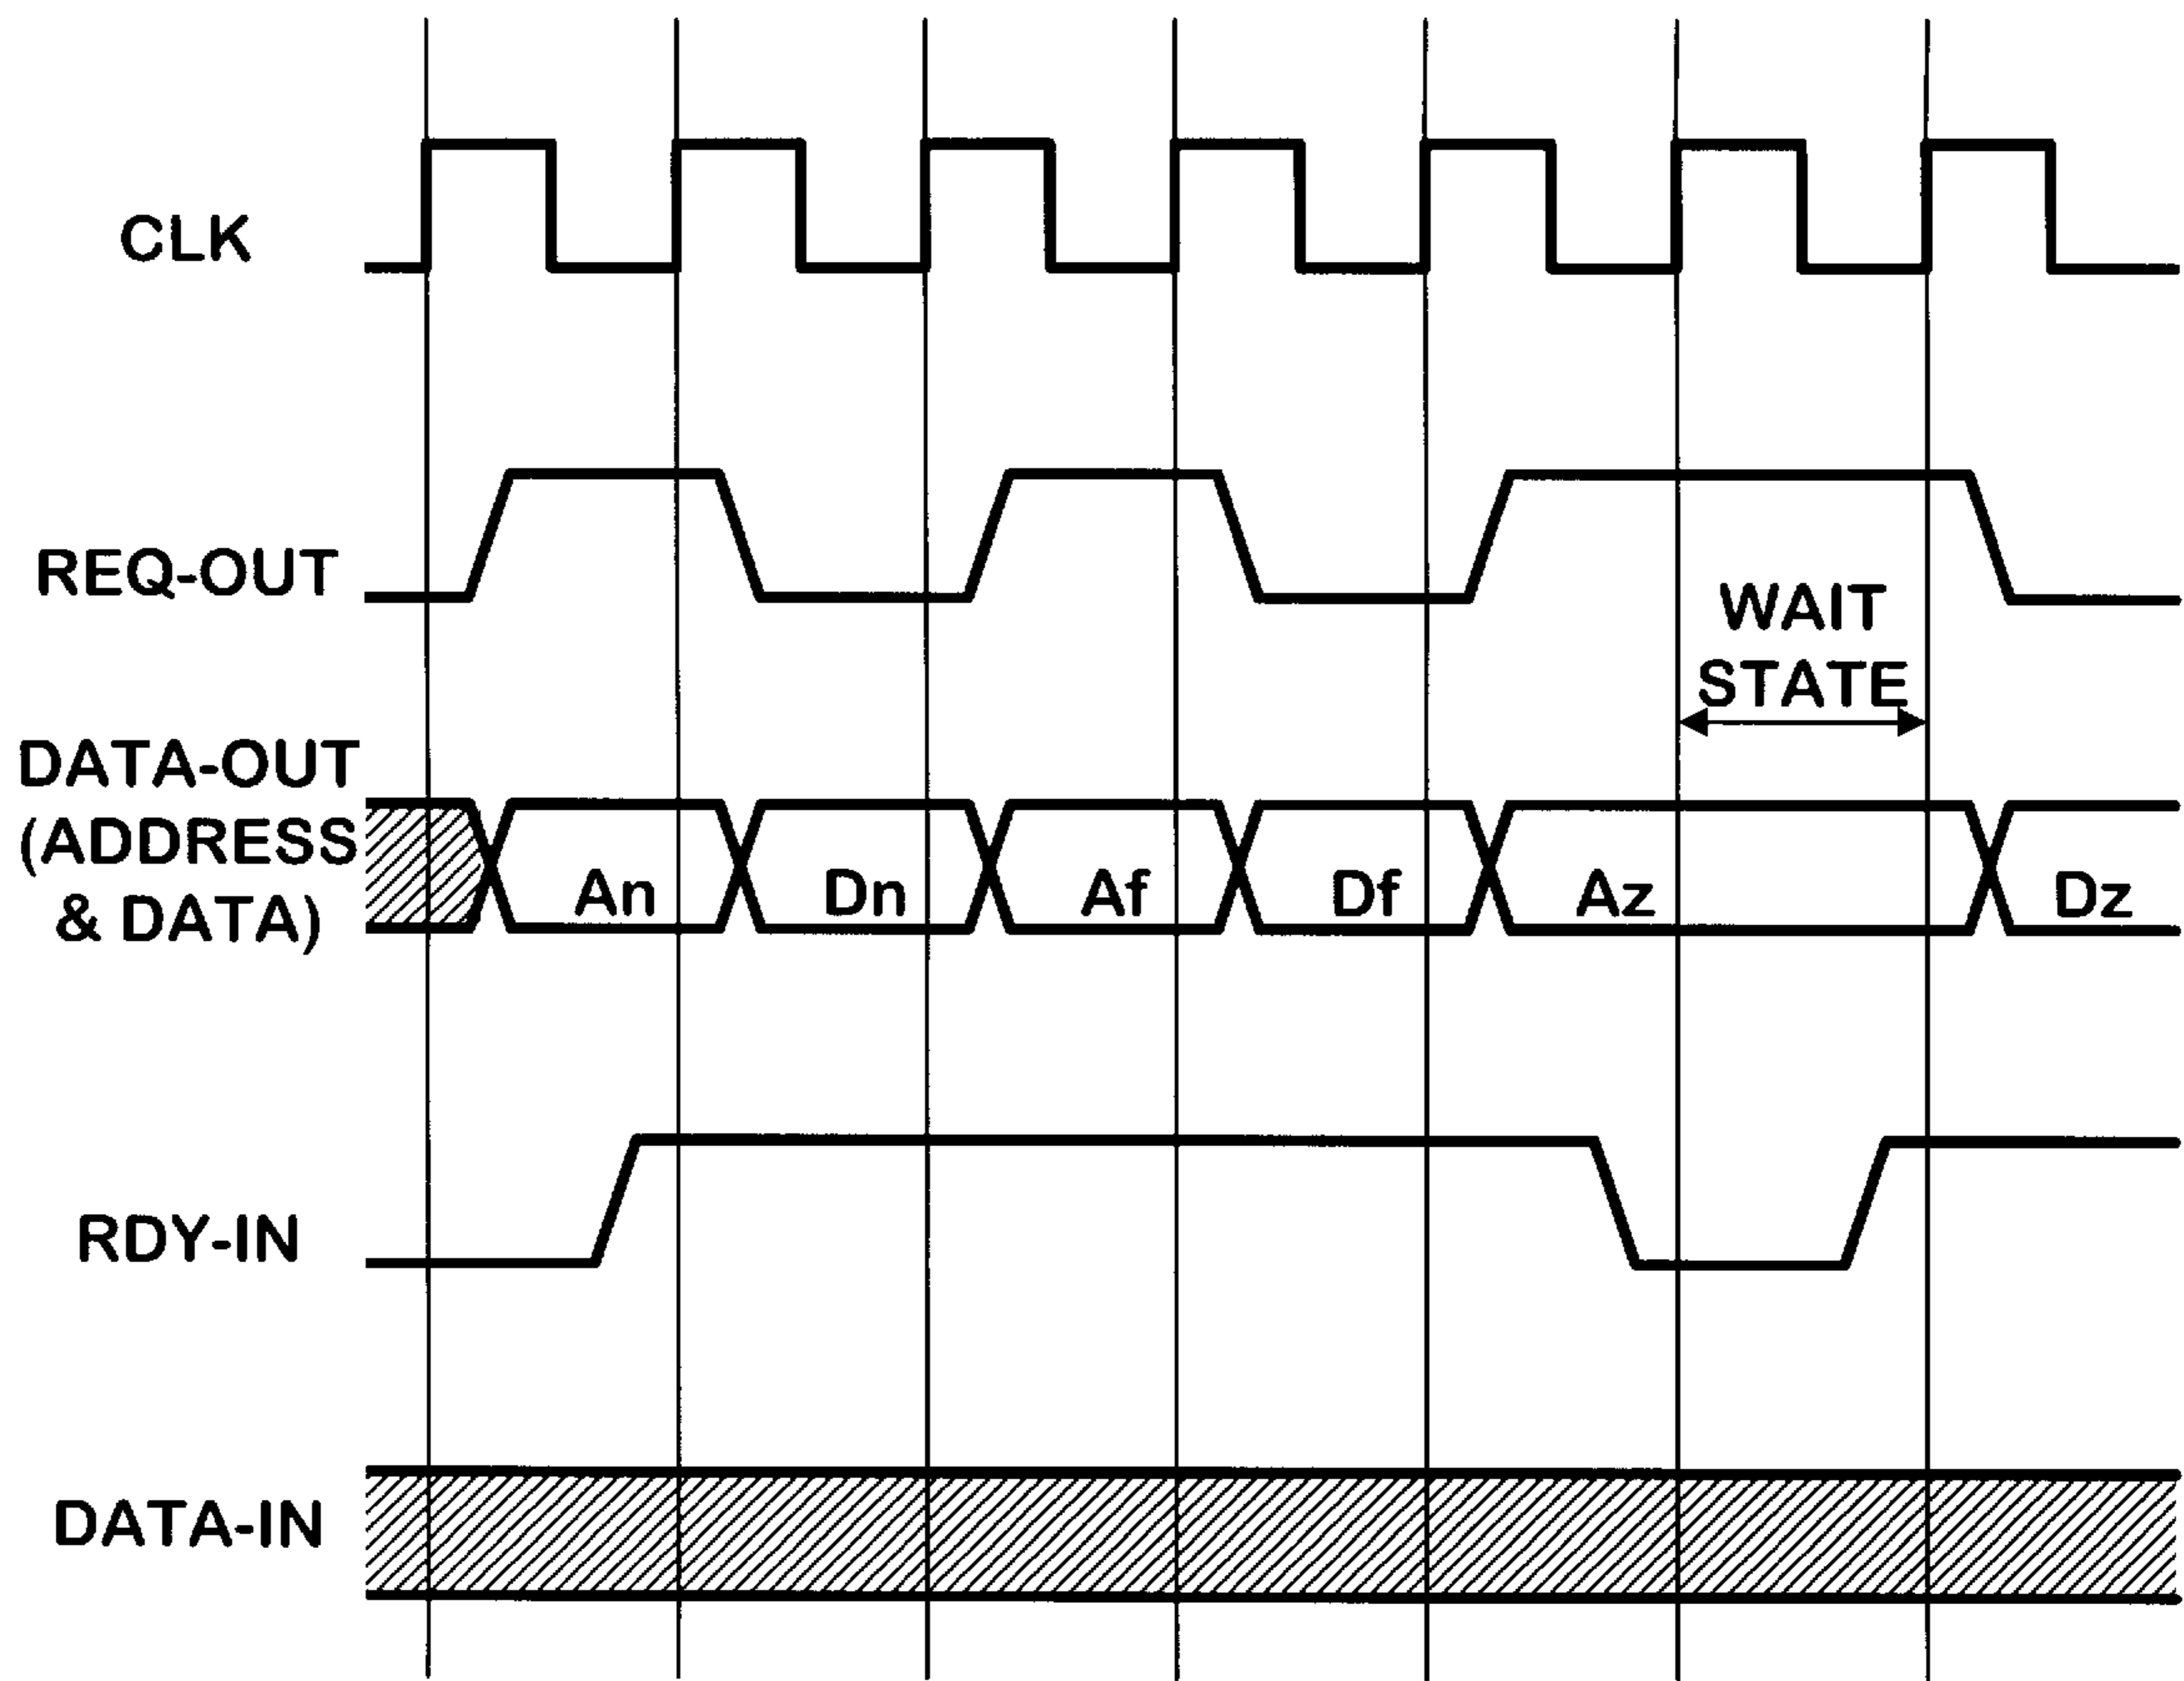 CLK
REQ-OUT
WAIT
STATE
DATA-OUT
(ADDRESS
& DATA)
An
Dn
Af
Df
Az
Dz
RDY-IN
DATA-IN